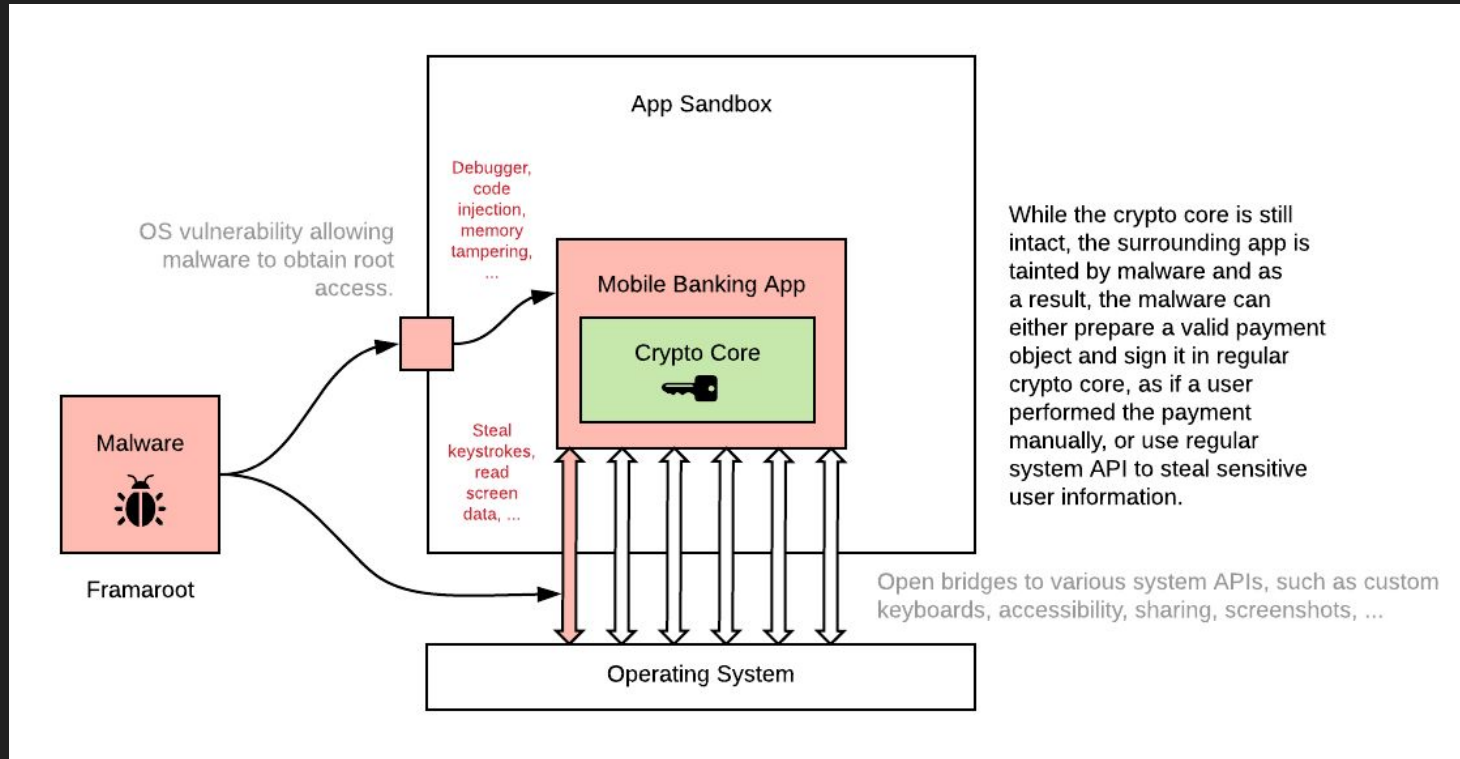 App Sandbox
Debugger,
code
injection,
memory
tampering,
...
OS vulnerability allowing
malware to obtain root
access.
Mobile Banking App
Crypto Core
Malware
Framaroot
Steal
keystrokes,
read
screen
data, ...
While the crypto core is still
intact, the surrounding app is
tainted by malware and as
a result, the malware can
either prepare a valid payment
object and sign it in regular
crypto core, as if a user
performed the payment
manually, or use regular
system API to steal sensitive
user information.
Open bridges to various system APIs, such as custom
keyboards, accessibility, sharing, screenshots, ...
Operating System